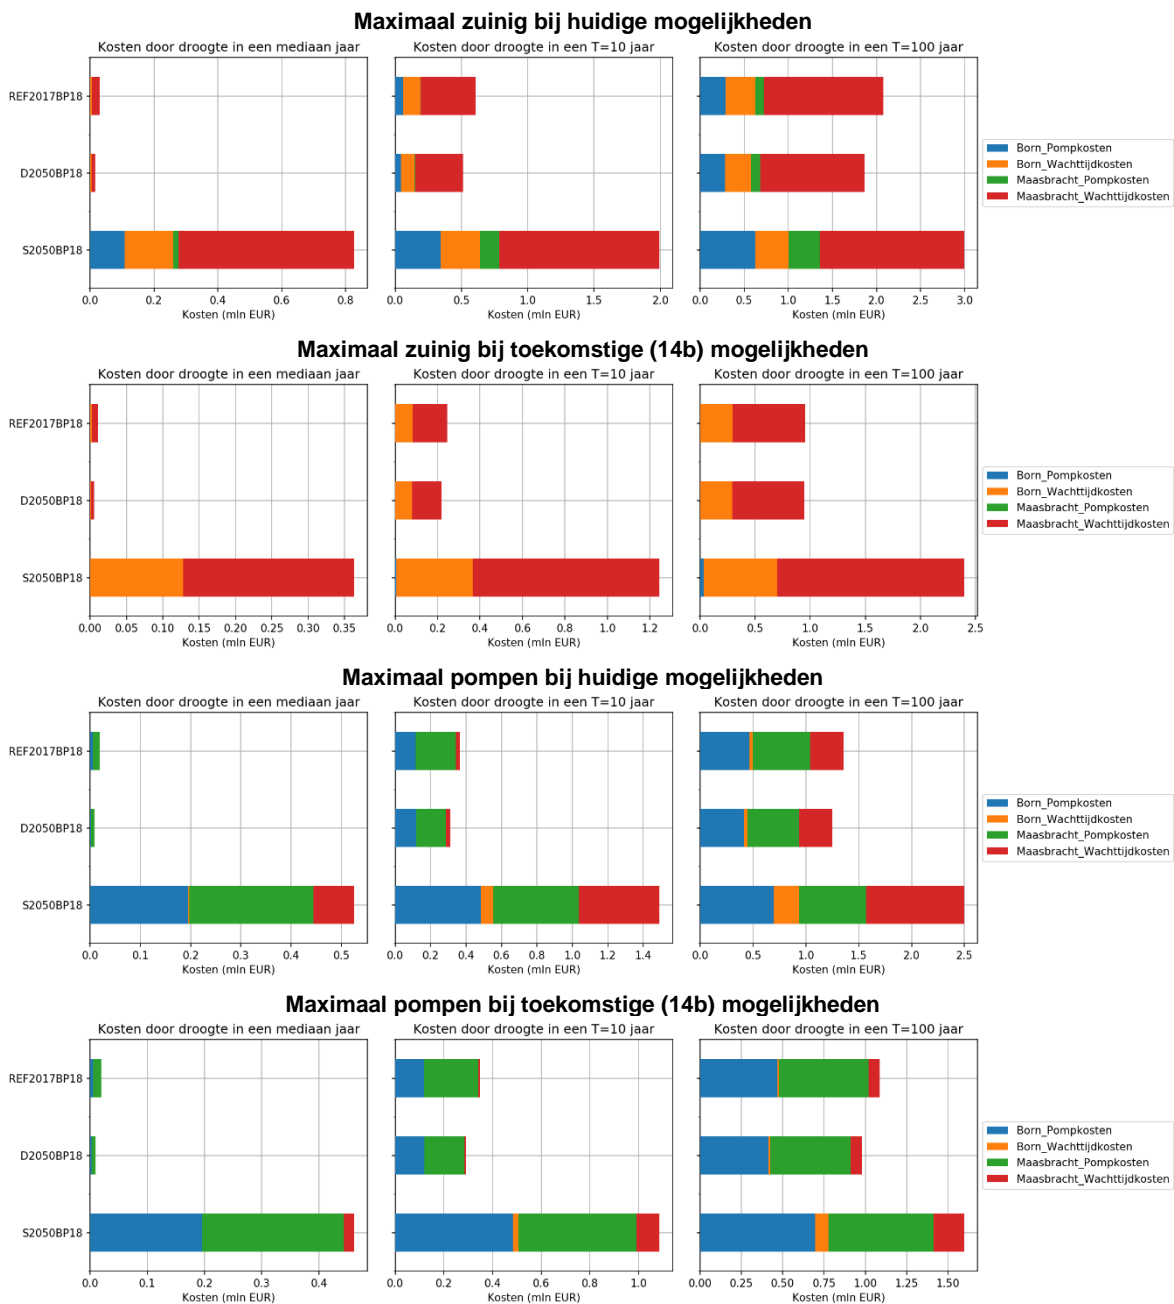 Maximaal zuinig bij huidige mogelijkheden
Kosten door droogte in een mediaan jaar
Kosten door droogte in een T=10 jaar
Kosten door droogte in een T=100 jaar
REF2017BP18
D2050BP18
S2050BP18
0.0 0.2 0.4 0.6 0.8
Kosten (mln EUR)
0.0 0.5 1.0 1.5 2.0
Kosten (mln EUR)
0.0 0.5 1.0 1.5 2.0 2.5 3.0
Kosten (mln EUR)
Born_Pompkosten
Born_Wachttijdkosten
Maasbracht_Pompkosten
Maasbracht_Wachttijdkosten
Maximaal zuinig bij toekomstige (14b) mogelijkheden
Kosten door droogte in een mediaan jaar
Kosten door droogte in een T=10 jaar
Kosten door droogte in een T=100 jaar
REF2017BP18
D2050BP18
S2050BP18
0.00 0.05 0.10 0.15 0.20 0.25 0.30 0.35
Kosten (mln EUR)
0.0 0.2 0.4 0.6 0.8 1.0 1.2
Kosten (mln EUR)
0.0 0.5 1.0 1.5 2.0 2.5
Kosten (mln EUR)
Born_Pompkosten
Born_Wachttijdkosten
Maasbracht_Pompkosten
Maasbracht_Wachttijdkosten
Maximaal pompen bij huidige mogelijkheden
Kosten door droogte in een mediaan jaar
Kosten door droogte in een T=10 jaar
Kosten door droogte in een T=100 jaar
REF2017BP18
D2050BP18
S2050BP18
0.0 0.1 0.2 0.3 0.4 0.5
Kosten (mln EUR)
0.0 0.2 0.4 0.6 0.8 1.0 1.2 1.4
Kosten (mln EUR)
0.0 0.5 1.0 1.5 2.0 2.5
Kosten (mln EUR)
Born_Pompkosten
Born_Wachttijdkosten
Maasbracht_Pompkosten
Maasbracht_Wachttijdkosten
Maximaal pompen bij toekomstige (14b) mogelijkheden
Kosten door droogte in een mediaan jaar
Kosten door droogte in een T=10 jaar
Kosten door droogte in een T=100 jaar
REF2017BP18
D2050BP18
S2050BP18
0.0 0.1 0.2 0.3 0.4
Kosten (mln EUR)
0.0 0.2 0.4 0.6 0.8 1.0
Kosten (mln EUR)
0.00 0.25 0.50 0.75 1.00 1.25 1.50
Kosten (mln EUR)
Born_Pompkosten
Born_Wachttijdkosten
Maasbracht_Pompkosten
Maasbracht_Wachttijdkosten